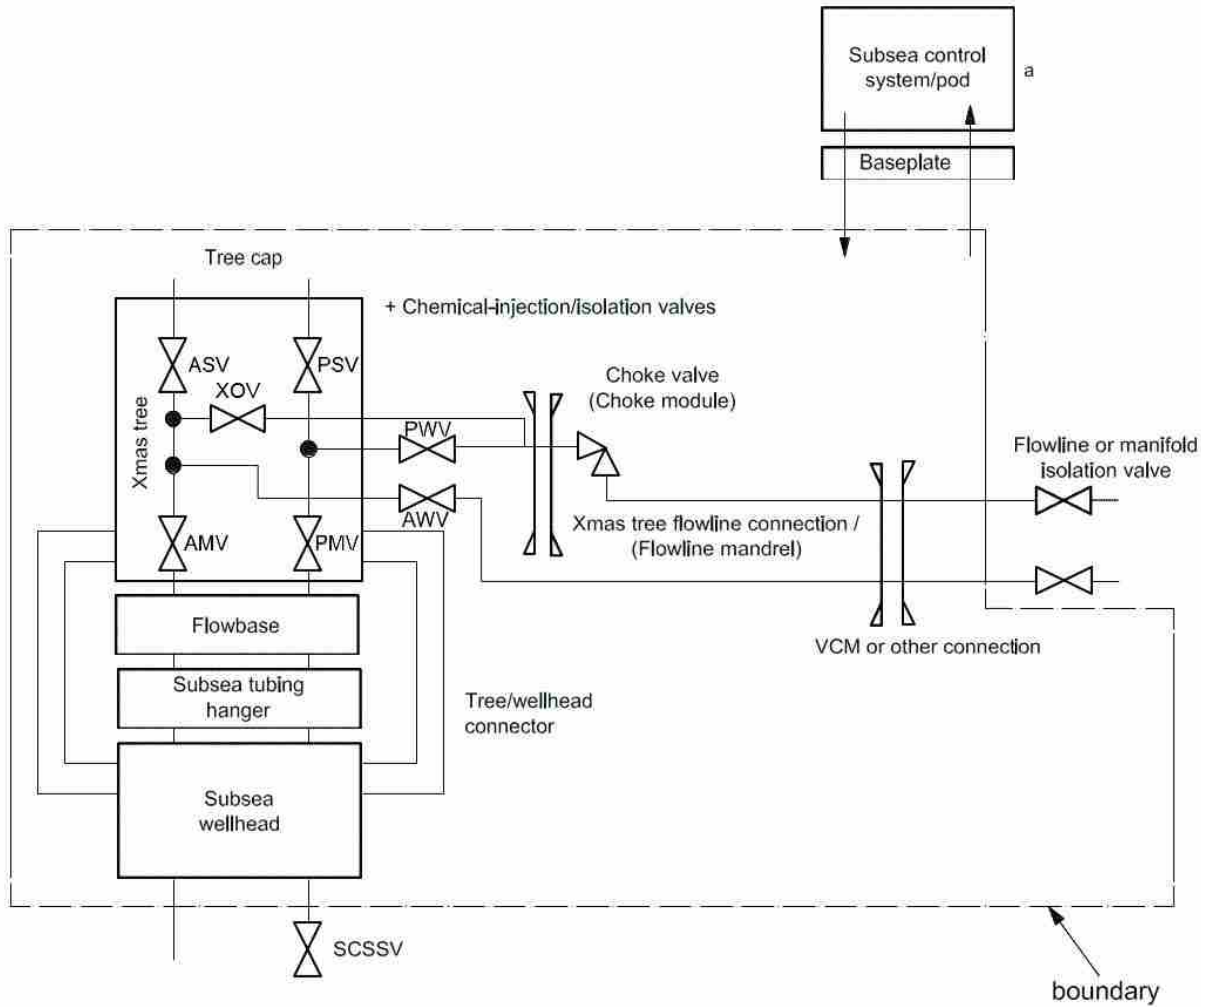 Subsea control
system/pod
a
Baseplate
Tree cap
+ Chemical-injection/isolation valves
ASV
PSV
XOV
Xmas tree
PWV
AWV
AMV
PMV
Choke valve
(Choke module)
Flowline or manifold
isolation valve
Xmas tree flowline connection /
(Flowline mandrel)
VCM or other connection
Flowbase
Subsea tubing
hanger
Tree/wellhead
connector
Subsea
wellhead
SCSSV
boundary